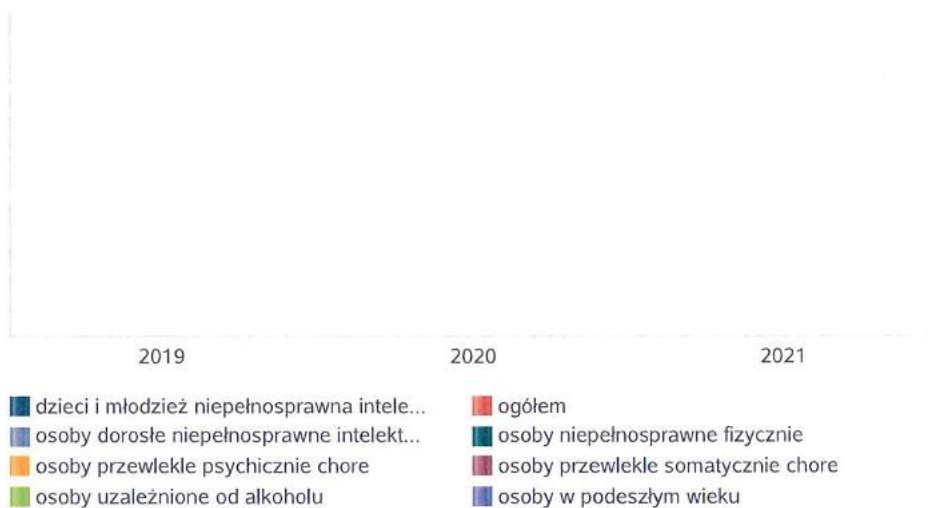 2019 2020 2021
dzieci i młodzież niepełnosprawna intele... ogółem
osoby dorosłe niepełnosprawne intelekt... osoby niepełnosprawne fizycznie
osoby przewlekle psychicznie chore osoby przewlekle somatycznie chore
osoby uzależnione od alkoholu osoby w podeszłym wieku